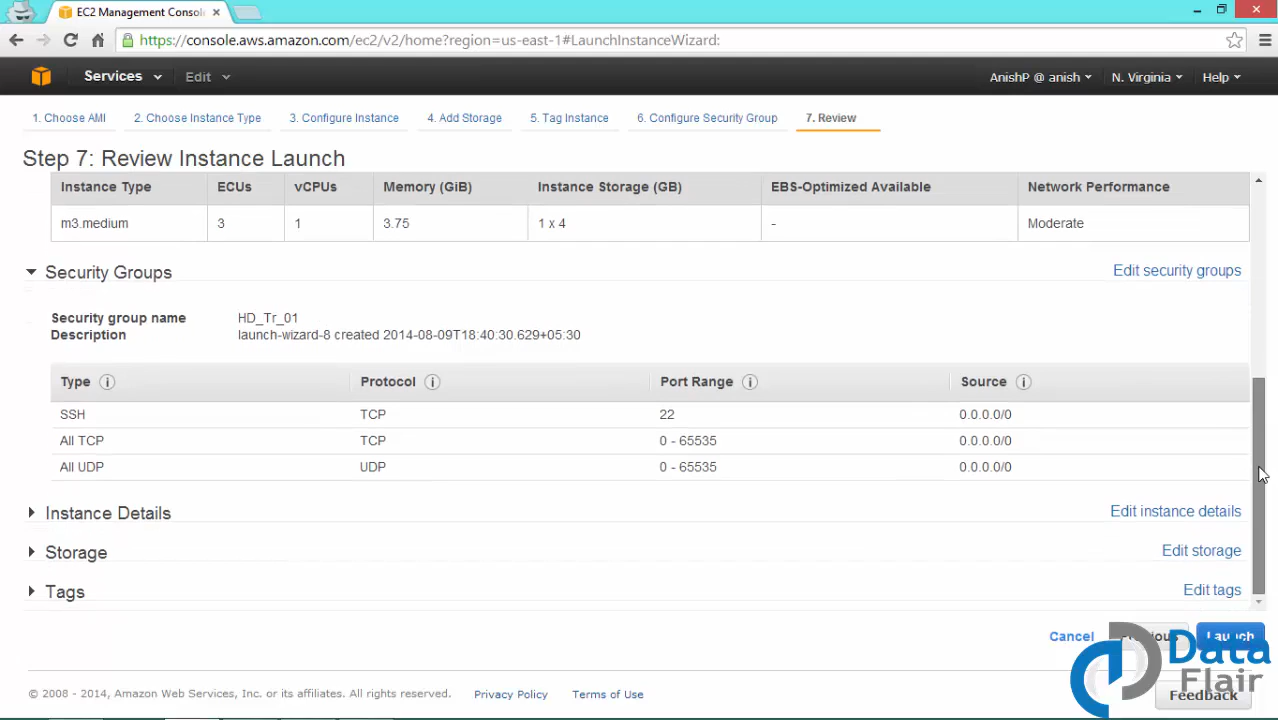 EC2 Management Consol
https://console.aws.amazon.com/ec2/v2/home?region=us-east-1#LaunchInstanceWizard:
Services Edit AnishP @ anish N. Virginia Help
1. Choose AMI 2. Choose Instance Type 3. Configure Instance 4. Add Storage 5. Tag Instance 6. Configure Security Group 7. Review
Step 7: Review Instance Launch
Instance Type ECUs vCPUs Memory (GiB) Instance Storage (GB) EBS-Optimized Available Network Performance
m3.medium 3 1 3.75 1 x 4 - Moderate
Security Groups Edit security groups
Security group name HD_Tr_01
Description launch-wizard-8 created 2014-08-09T18:40:30.629+05:30
Type Protocol Port Range Source
SSH TCP 22 0.0.0.0/0
All TCP TCP 0 - 65535 0.0.0.0/0
All UDP UDP 0 - 65535 0.0.0.0/0
Instance Details Edit instance details
Storage Edit storage
Tags Edit tags
Cancel Previous Launch
Data
Flair
© 2008 - 2014, Amazon Web Services, Inc. or its affiliates. All rights reserved. Privacy Policy Terms of Use Feedback